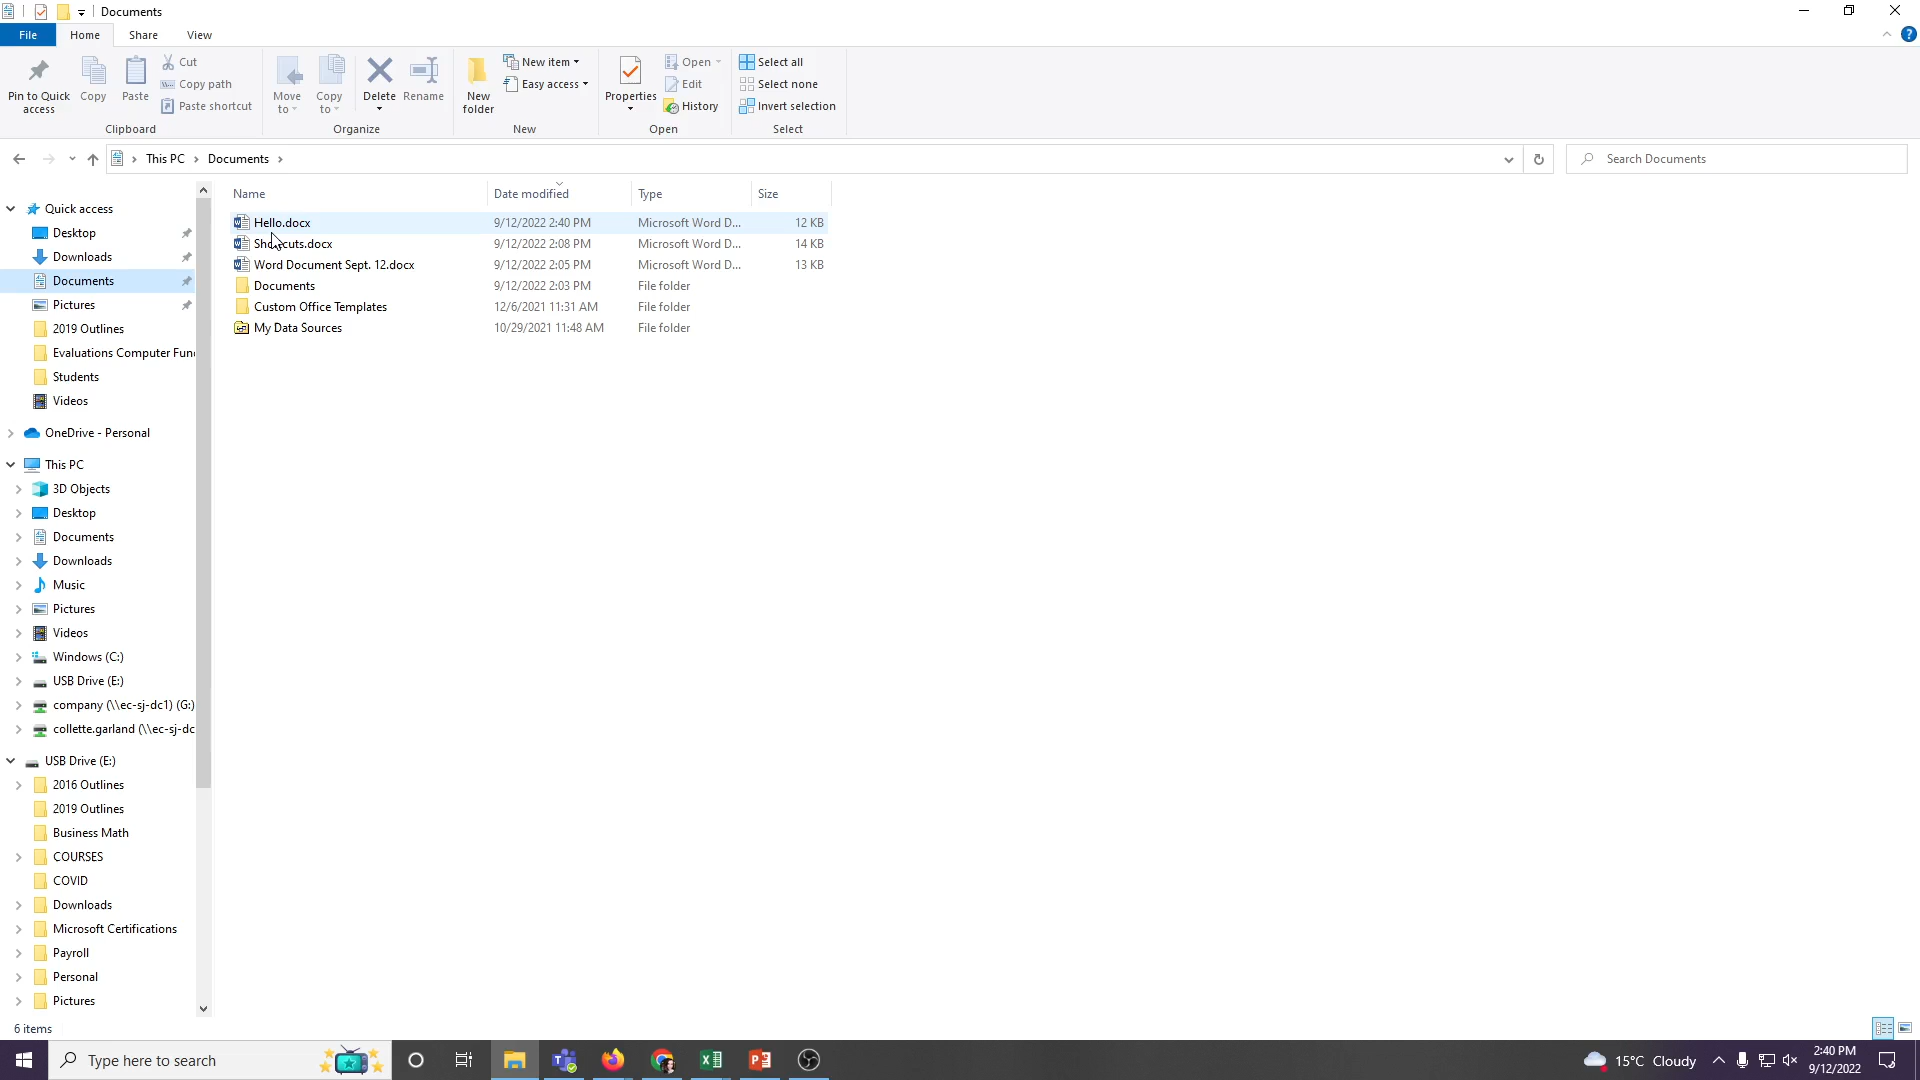 Documents
File Home Share View
Pin to Quick access
Copy
Paste
Cut
Copy path
Paste shortcut
Clipboard
Move to
Copy to
Delete
Rename
Organize
New folder
New item
Easy access
New
Properties
Open
Edit
History
Open
Select all
Select none
Invert selection
Select
This PC Documents
Search Documents
Name Date modified Type Size
Hello.docx 9/12/2022 2:40 PM Microsoft Word D... 12 KB
9/12/2022 2:08 PM Microsoft Word D... 14 KB
Word Document Sept. 12.docx 9/12/2022 2:05 PM Microsoft Word D... 13 KB
Documents 9/12/2022 2:03 PM File folder
Custom Office Templates 12/6/2021 11:31 AM File folder
My Data Sources 10/29/2021 11:48 AM File folder
Quick access
Desktop
Downloads
Documents
Pictures
2019 Outlines
Evaluations Computer Fun
Students
Videos
OneDrive - Personal
This PC
3D Objects
Desktop
Documents
Downloads
Music
Pictures
Videos
Windows (C:)
USB Drive (E:)
company (\\ec-sj-dc1) (G:)
collette.garland (\\ec-sj-dc
USB Drive (E:)
2016 Outlines
2019 Outlines
Business Math
COURSES
COVID
Downloads
Microsoft Certifications
Payroll
Personal
Pictures
6 items
Type here to search
15°C Cloudy
2:40 PM
9/12/2022